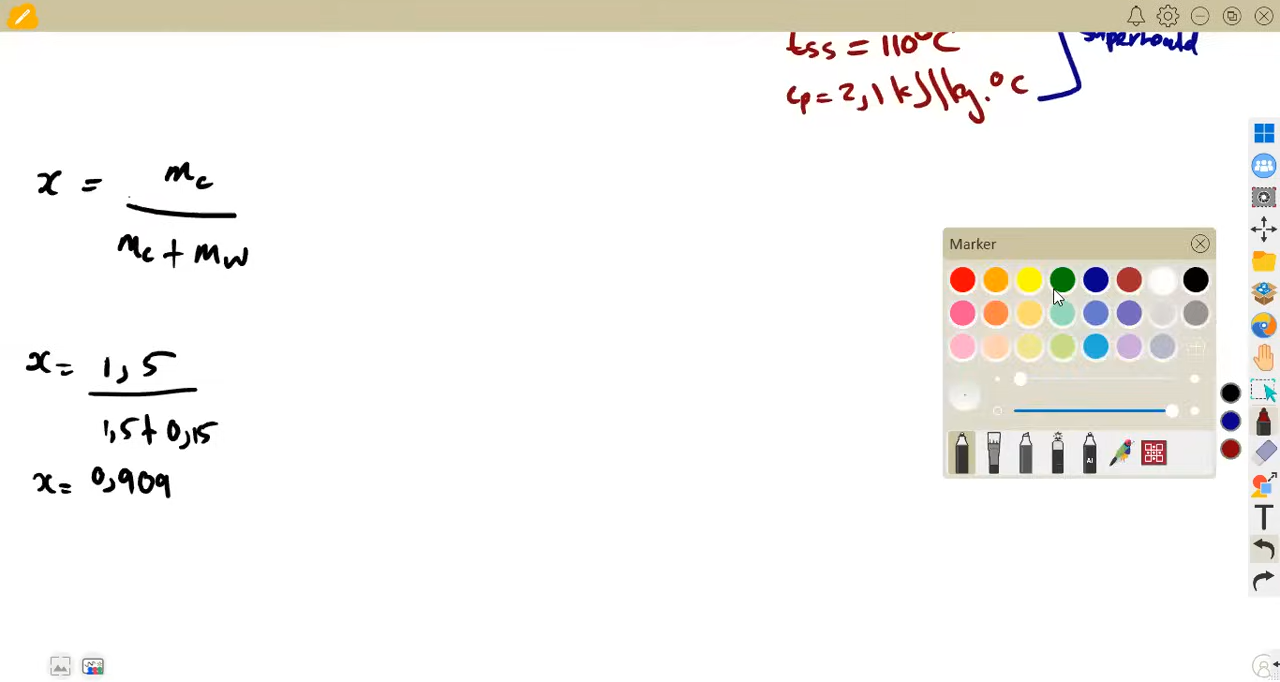 tss = 110°C
cp = 2,1 kJ/kg.°C
x = mc / mc + mw
x = 1,5 / 1,5 + 0,15
x = 0,909
Marker
AI
T